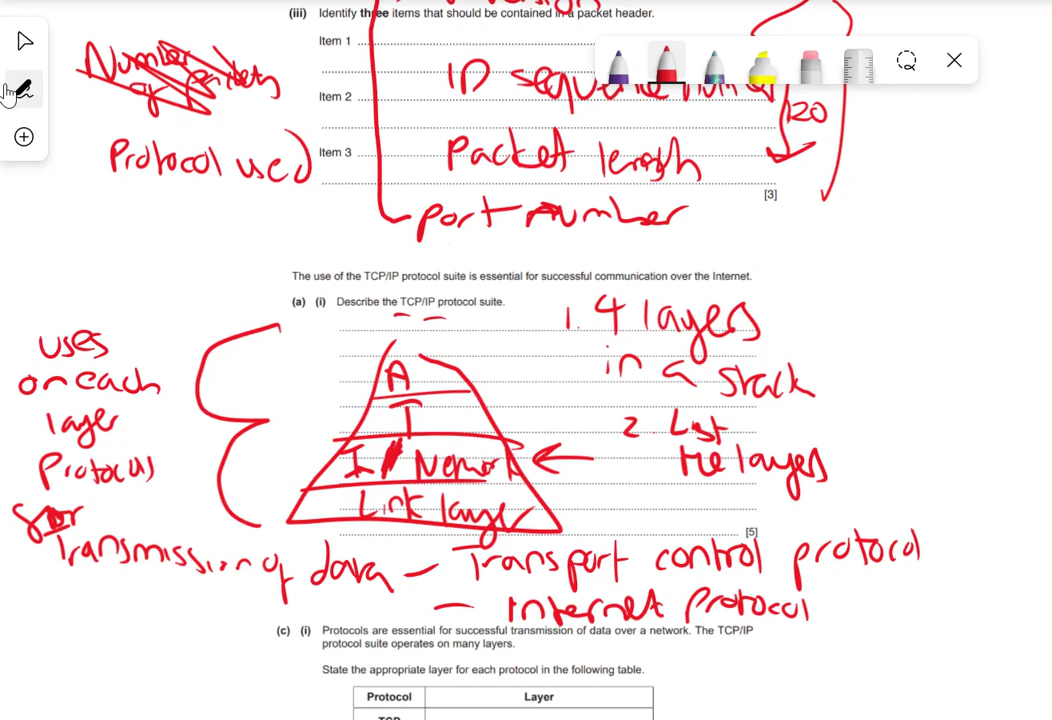 (iii) Identify three items that should be contained in a packet header.
Item 1
Number of packets
ID sequence number
Item 2
120
Protocol used
Item 3
Packet length
[3]
port number
The use of the TCP/IP protocol suite is essential for successful communication over the Internet.
(a) (i) Describe the TCP/IP protocol suite.
1. 4 layers
in a stack
2 List
the layers
uses
on each
layer
Protocols
for
A
T
I / Network
Link layer
[5]
Transmission of data – Transport control protocol
– Internet Protocol
(c) (i) Protocols are essential for successful transmission of data over a network. The TCP/IP
protocol suite operates on many layers.
State the appropriate layer for each protocol in the following table.
Protocol Layer
TCP